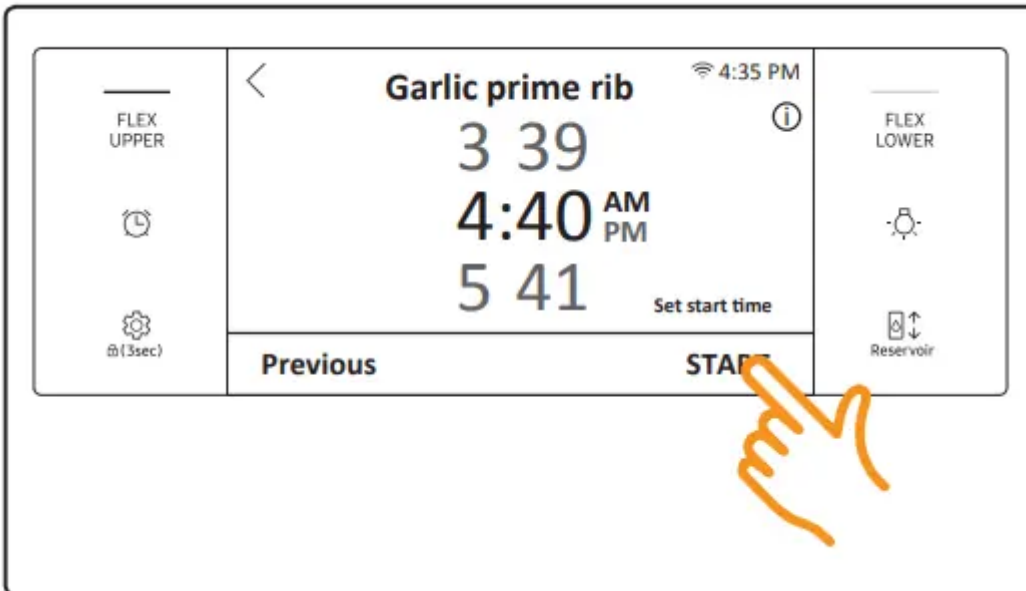 FLEX
UPPER
(3sec)
Garlic prime rib
4:35 PM
3 39
4:40 AM
PM
5 41
Set start time
Previous
FLEX
LOWER
Reservoir